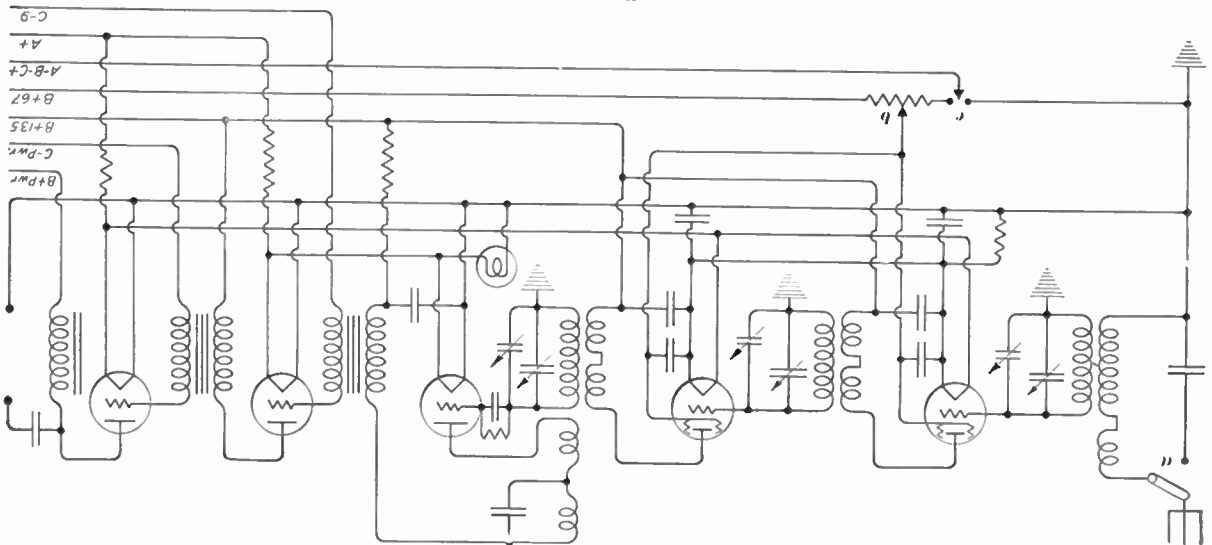 C-9
A+
A-B-C+
B+67
b
c
B+135
C-Pwr.
B+Pwr
a